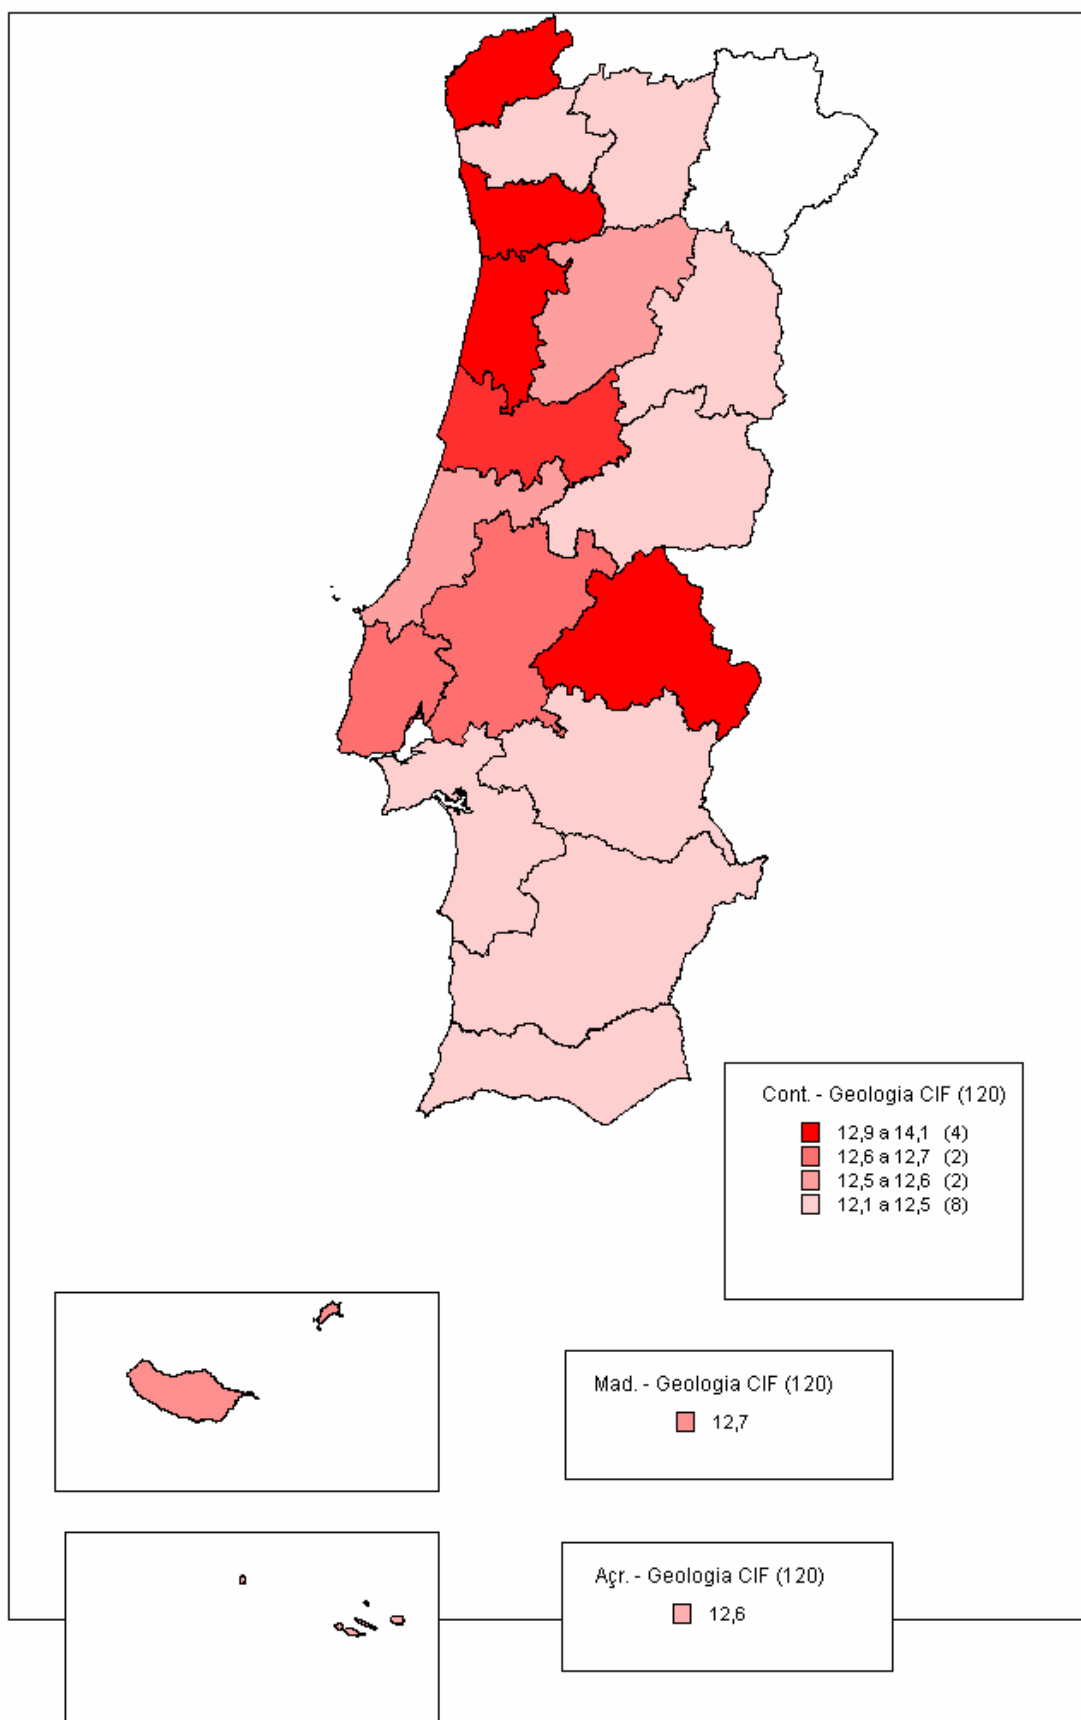 Cont. - Geologia CIF (120)
12,9 a 14,1 (4)
12,6 a 12,7 (2)
12,5 a 12,6 (2)
12,1 a 12,5 (8)
Mad. - Geologia CIF (120)
12,7
Açr. - Geologia CIF (120)
12,6